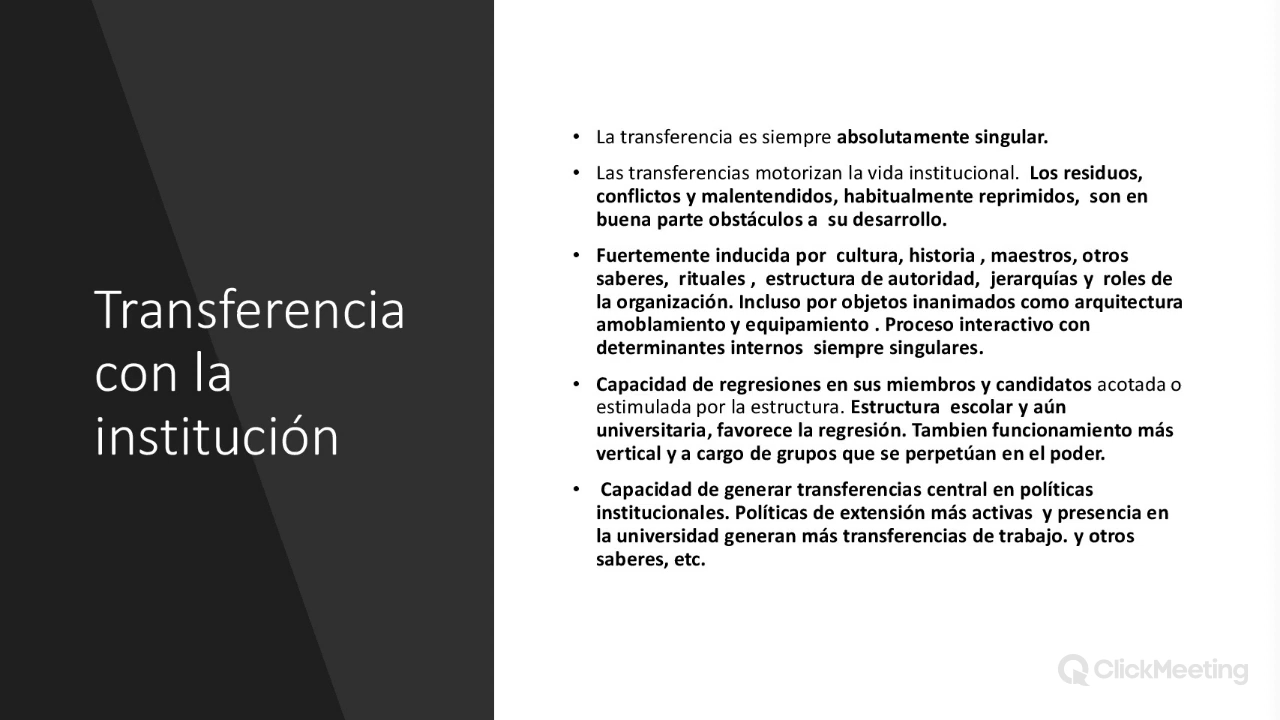 Transferencia
con la
institución
• La transferencia es siempre absolutamente singular.
• Las transferencias motorizan la vida institucional. Los residuos,
conflictos y malentendidos, habitualmente reprimidos, son en
buena parte obstáculos a su desarrollo.
• Fuertemente inducida por cultura, historia , maestros, otros
saberes, rituales , estructura de autoridad, jerarquías y roles de
la organización. Incluso por objetos inanimados como arquitectura
amoblamiento y equipamiento . Proceso interactivo con
determinantes internos siempre singulares.
• Capacidad de regresiones en sus miembros y candidatos acotada o
estimulada por la estructura. Estructura escolar y aún
universitaria, favorece la regresión. Tambien funcionamiento más
vertical y a cargo de grupos que se perpetúan en el poder.
• Capacidad de generar transferencias central en políticas
institucionales. Políticas de extensión más activas y presencia en
la universidad generan más transferencias de trabajo. y otros
saberes, etc.
ClickMeeting